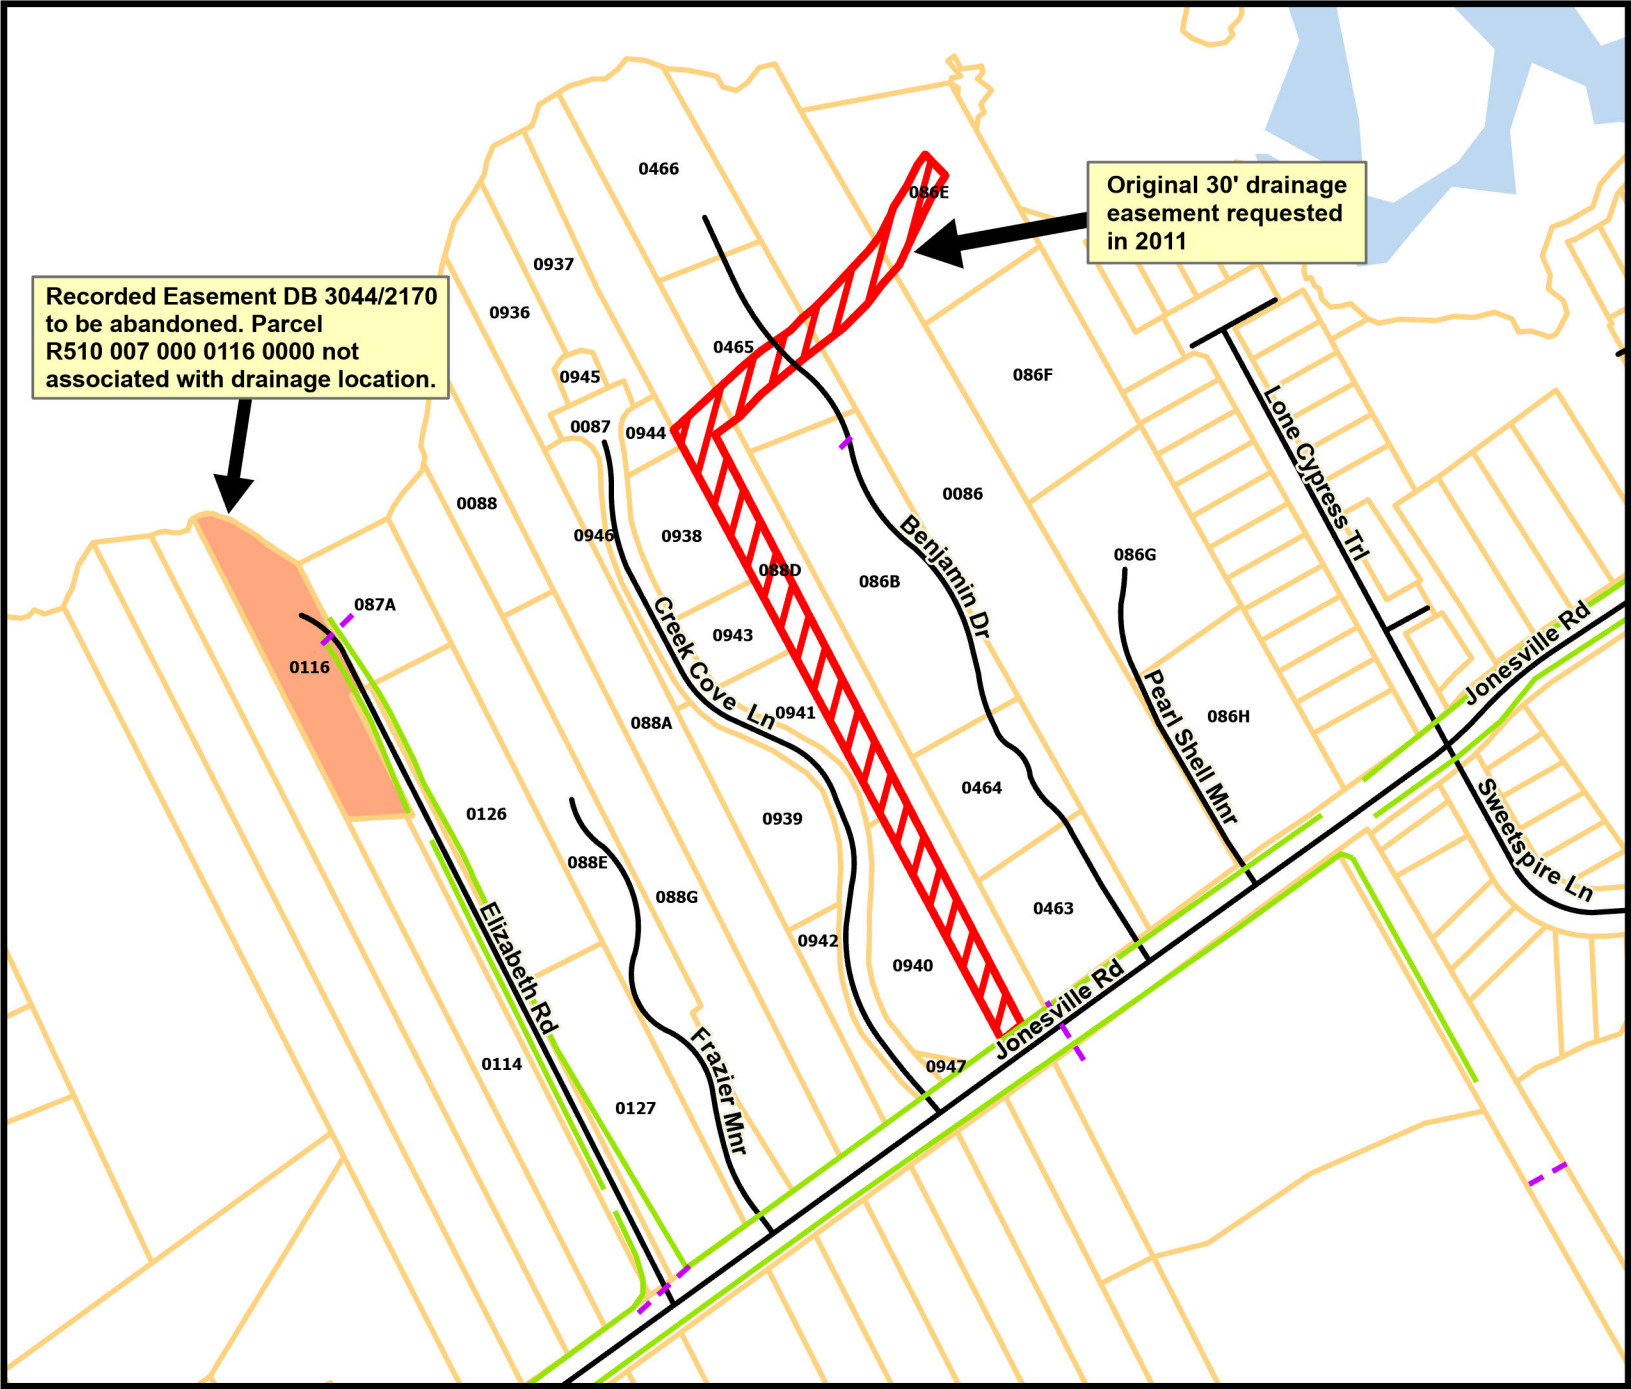 0466
086E
Original 30' drainage
easement requested
in 2011
0937
Recorded Easement DB 3044/2170
to be abandoned. Parcel
R510 007 000 0116 0000 not
associated with drainage location.
0936
0465
0945
086F
0087
0944
Lone Cypress Trl
0088
0086
0946
0938
Benjamin Dr
086G
088D
086B
087A
Creek Cove Ln
0943
Jonesville Rd
0116
Pearl Shell Mnr
0941
086H
088A
0464
0126
0939
Sweetspire Ln
088E
088G
0463
Elizabeth Rd
0942
0940
Jonesville Rd
0114
0947
Frazier Mnr
0127